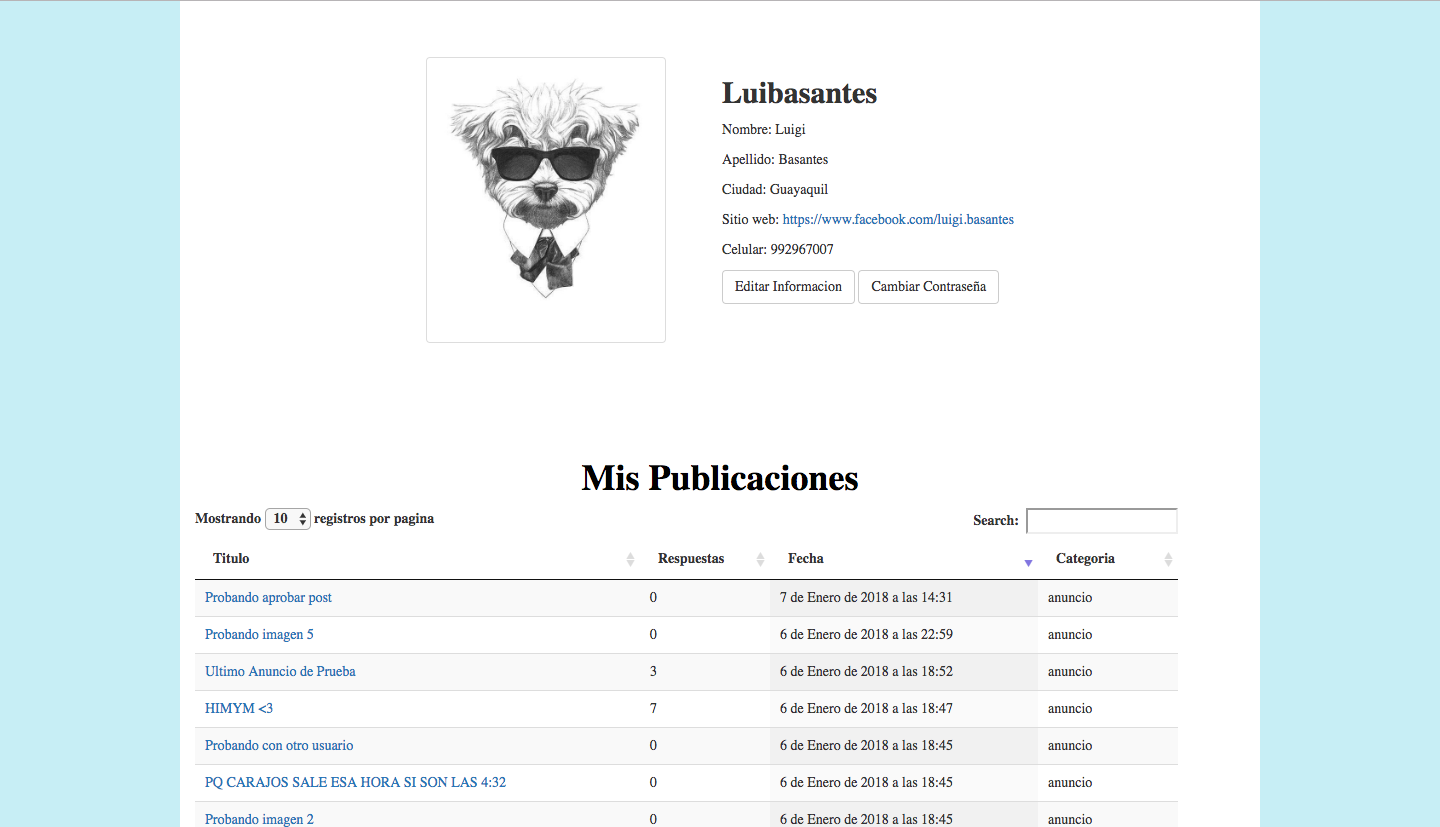 Luibasantes
Nombre: Luigi
Apellido: Basantes
Ciudad: Guayaquil
Sitio web: https://www.facebook.com/luigi.basantes
Celular: 992967007
Editar Informacion Cambiar Contraseña
Mis Publicaciones
Mostrando 10 registros por pagina Search:
Titulo Respuestas Fecha Categoria
Probando aprobar post 0 7 de Enero de 2018 a las 14:31 anuncio
Probando imagen 5 0 6 de Enero de 2018 a las 22:59 anuncio
Ultimo Anuncio de Prueba 3 6 de Enero de 2018 a las 18:52 anuncio
HIMYM <3 7 6 de Enero de 2018 a las 18:47 anuncio
Probando con otro usuario 0 6 de Enero de 2018 a las 18:45 anuncio
PQ CARAJOS SALE ESA HORA SI SON LAS 4:32 0 6 de Enero de 2018 a las 18:45 anuncio
Probando imagen 2 0 6 de Enero de 2018 a las 18:45 anuncio